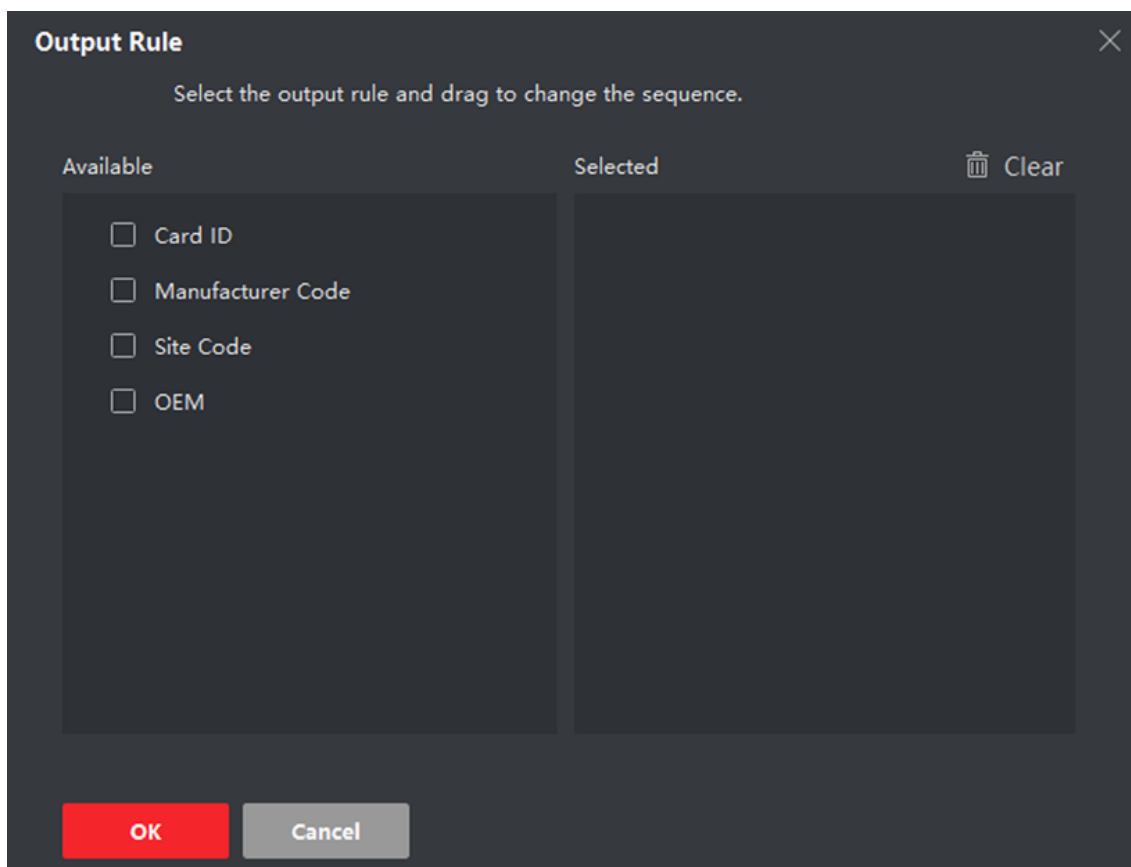 Output Rule
Select the output rule and drag to change the sequence.
Available
Selected
Clear
Card ID
Manufacturer Code
Site Code
OEM
OK
Cancel